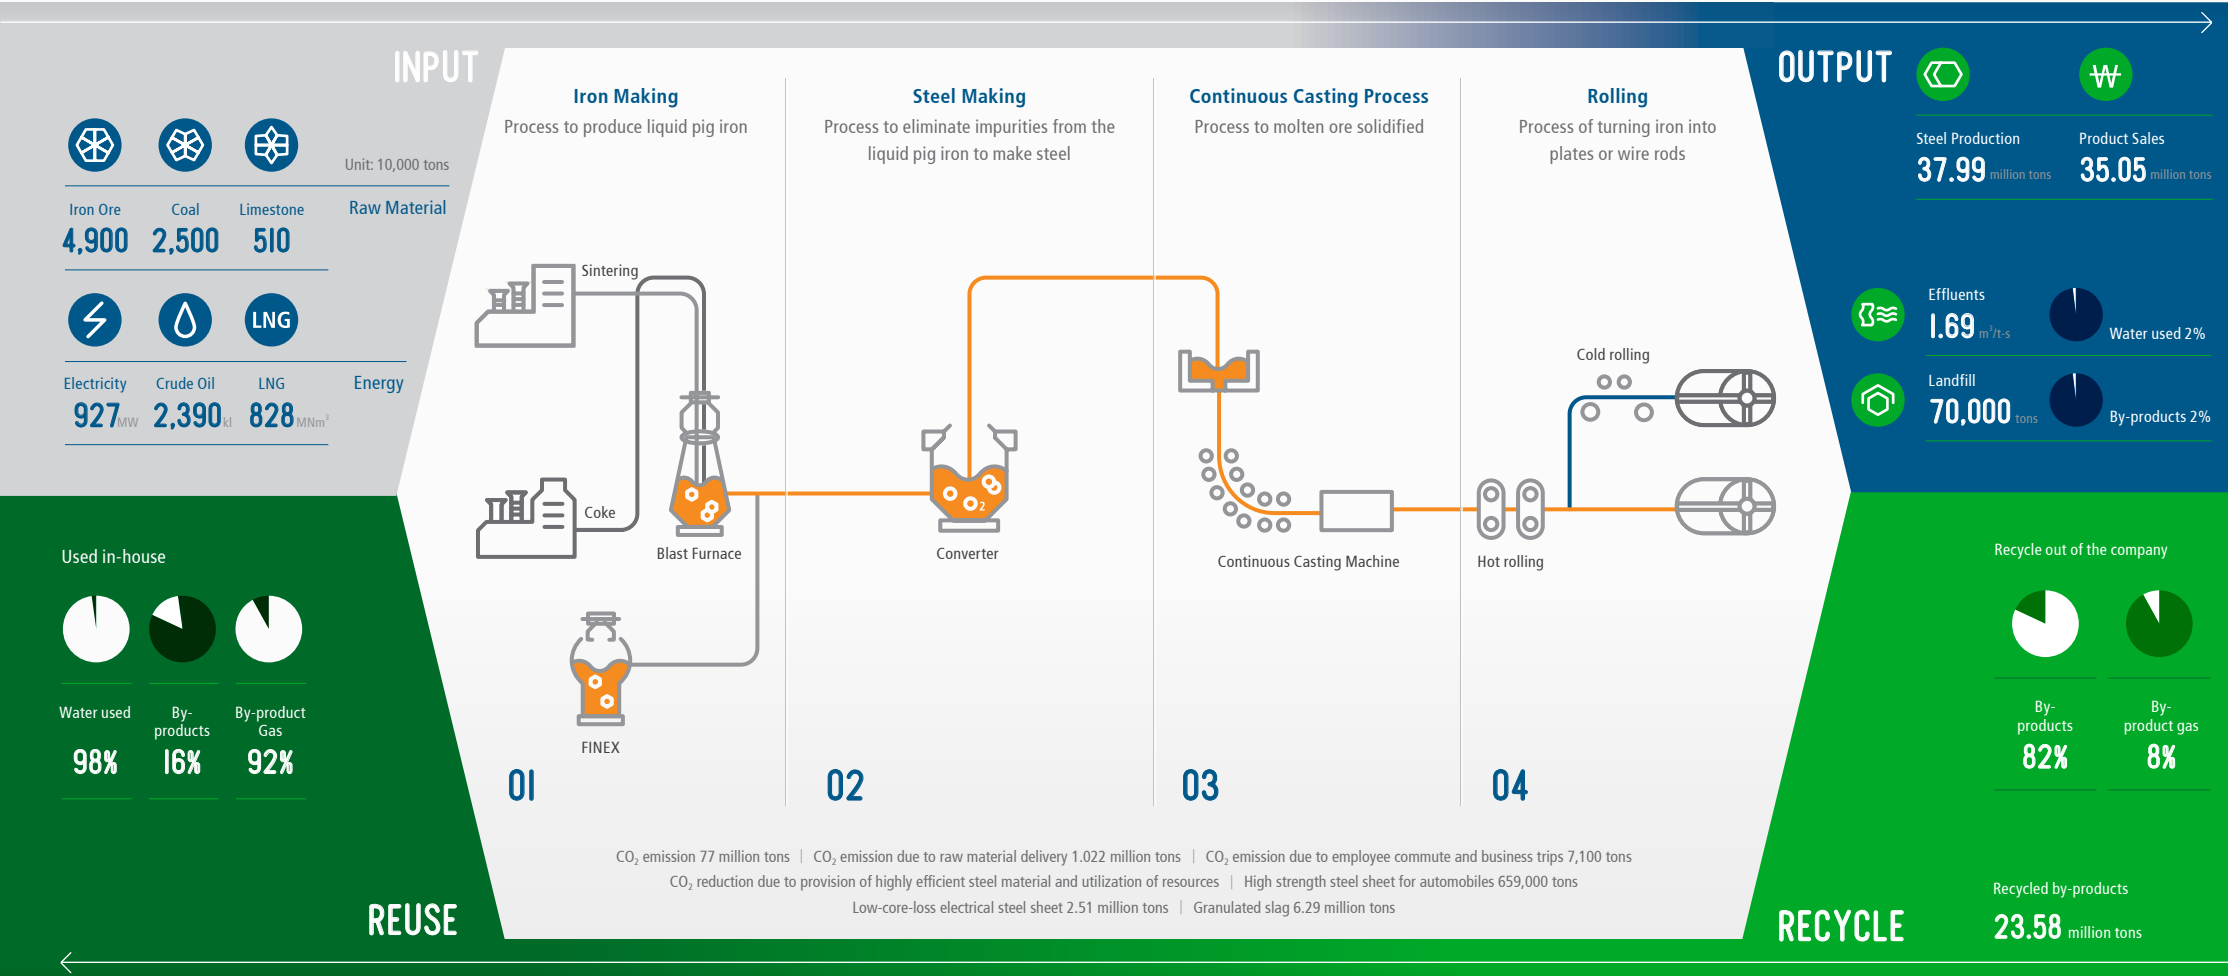 INPUT
Unit: 10,000 tons
Iron Ore
Coal
Limestone
Raw Material
4,900
2,500
510
LNG
Electricity
Crude Oil
LNG
Energy
927 MW
2,390 kl
828 MNm³
Iron Making
Process to produce liquid pig iron
Steel Making
Process to eliminate impurities from the
liquid pig iron to make steel
Continuous Casting Process
Process to molten ore solidified
Rolling
Process of turning iron into
plates or wire rods
Sintering
Coke
Blast Furnace
FINEX
2
Converter
Continuous Casting Machine
Cold rolling
Hot rolling
01
02
03
04
CO₂ emission 77 million tons | CO₂ emission due to raw material delivery 1.022 million tons | CO₂ emission due to employee commute and business trips 7,100 tons
CO₂ reduction due to provision of highly efficient steel material and utilization of resources | High strength steel sheet for automobiles 659,000 tons
Low-core-loss electrical steel sheet 2.51 million tons | Granulated slag 6.29 million tons
OUTPUT
Steel Production
37.99 million tons
Product Sales
35.05 million tons
Effluents
1.69 m³/t-s
Water used 2%
Landfill
70,000 tons
By-products 2%
Used in-house
Water used
98%
By-
products
16%
By-product
Gas
92%
REUSE
Recycle out of the company
By-
products
82%
By-
product gas
8%
Recycled by-products
23.58 million tons
RECYCLE